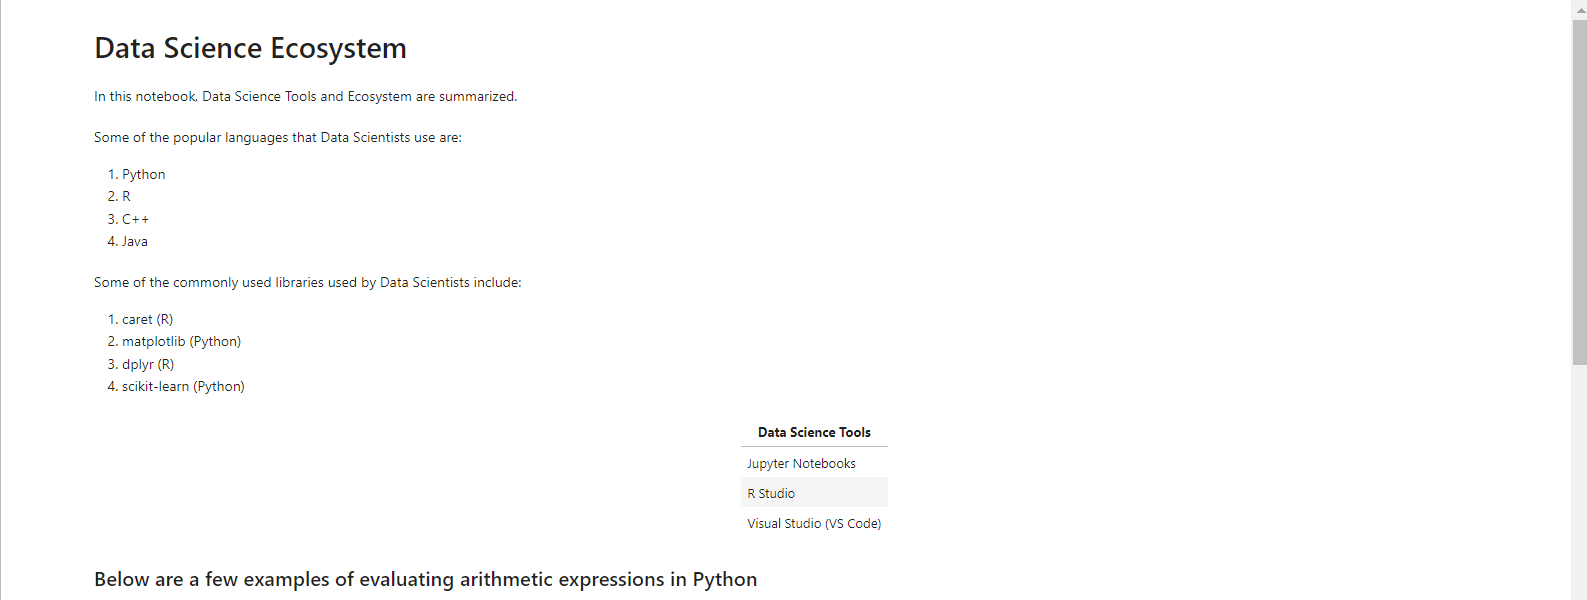 Data Science Ecosystem
In this notebook, Data Science Tools and Ecosystem are summarized.
Some of the popular languages that Data Scientists use are:
1. Python
2. R
3. C++
4. Java
Some of the commonly used libraries used by Data Scientists include:
1. caret (R)
2. matplotlib (Python)
3. dplyr (R)
4. scikit-learn (Python)
Data Science Tools
Jupyter Notebooks
R Studio
Visual Studio (VS Code)
Below are a few examples of evaluating arithmetic expressions in Python